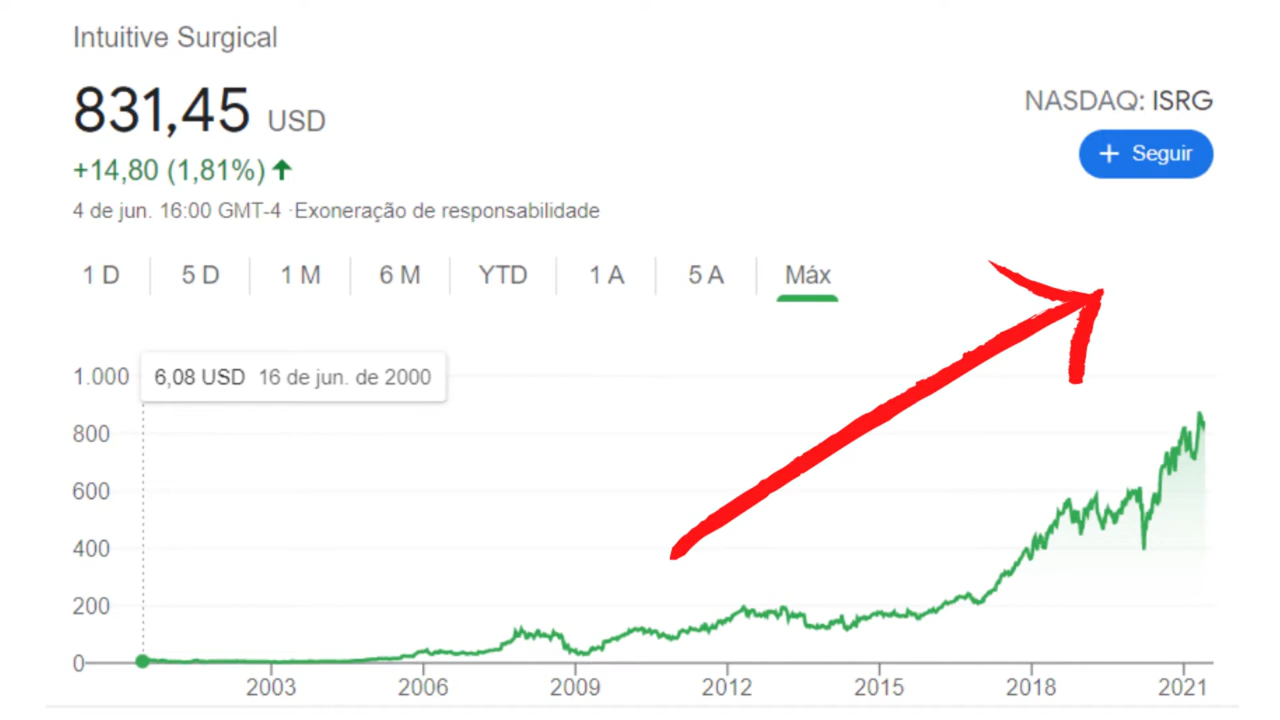 Intuitive Surgical
831,45 USD
NASDAQ: ISRG
+ Seguir
+14,80 (1,81%)
4 de jun. 16:00 GMT-4 ·Exoneração de responsabilidade
1 D 5 D 1 M 6 M YTD 1 A 5 A Máx
1.000 6,08 USD 16 de jun. de 2000
800
600
400
200
0
2003 2006 2009 2012 2015 2018 2021